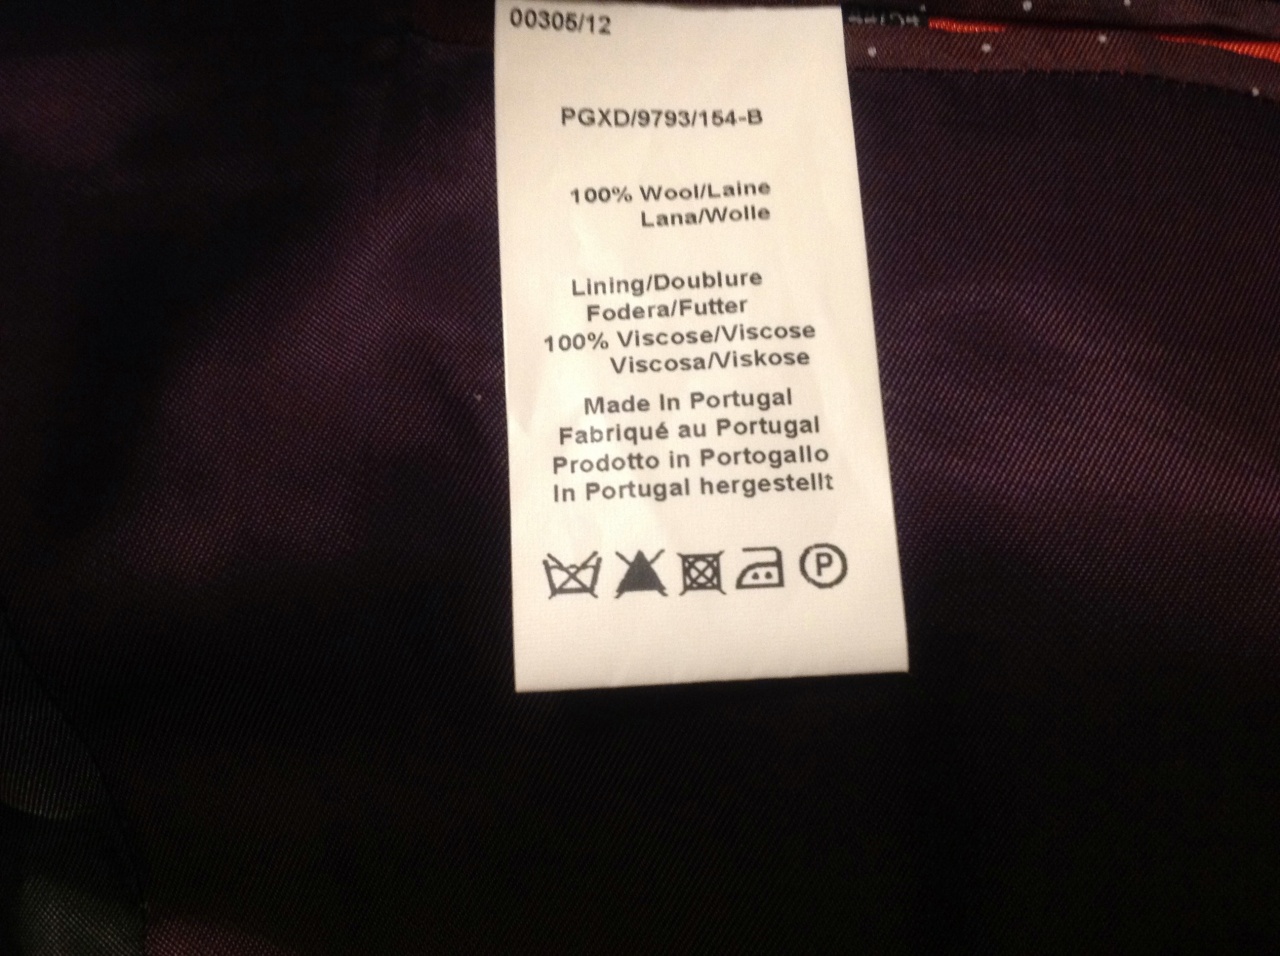 00305/12
PGXD/9793/154-B
100% Wool/Laine
Lana/Wolle
Lining/Doublure
Fodera/Futter
100% Viscose/Viscose
Viscosa/Viskose
Made In Portugal
Fabriqué au Portugal
Prodotto in Portogallo
In Portugal hergestellt
P